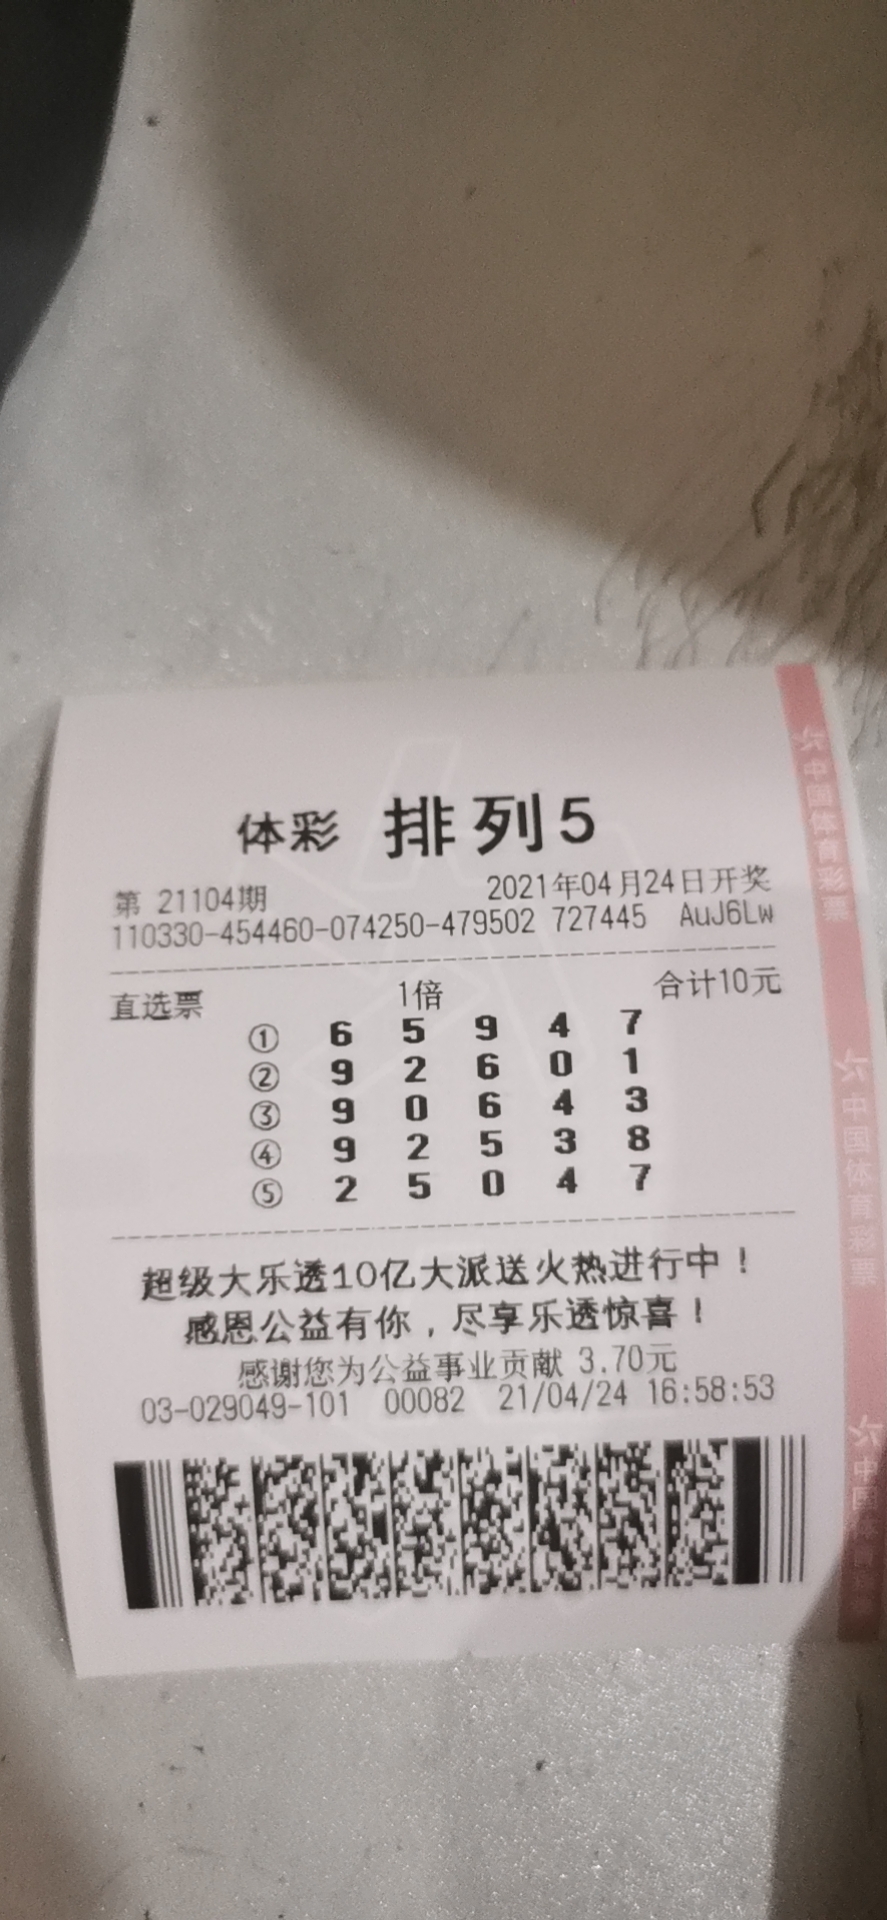 体彩 排列5
第 21104期 2021年04月24日开奖
110330-454460-074250-479502 727445 AuJ6Lw
直选票 1倍 合计10元
① 6 5 9 4 7
② 9 2 6 0 1
③ 9 0 6 4 3
④ 9 2 5 3 8
⑤ 2 5 0 4 7
超级大乐透10亿大派送火热进行中！
感恩公益有你，尽享乐透惊喜！
感谢您为公益事业贡献 3.70元
03-029049-101 00082 21/04/24 16:58:53
中国体育彩票
中国体育彩票
中国体育彩票